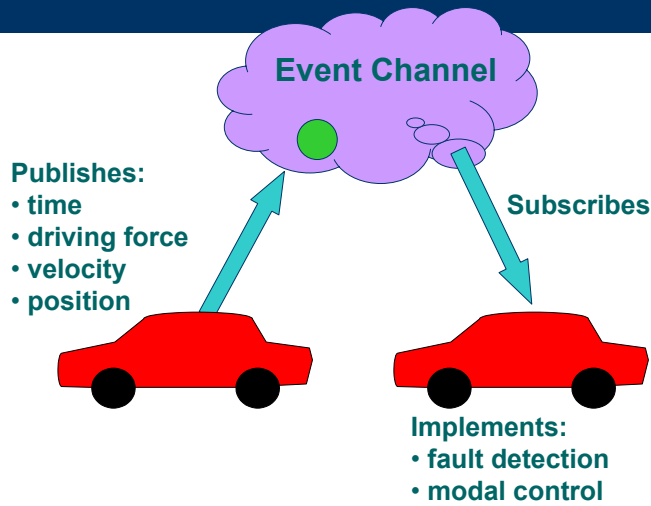 Event Channel
Publishes:
• time
• driving force
• velocity
• position
Subscribes
Implements:
• fault detection
• modal control